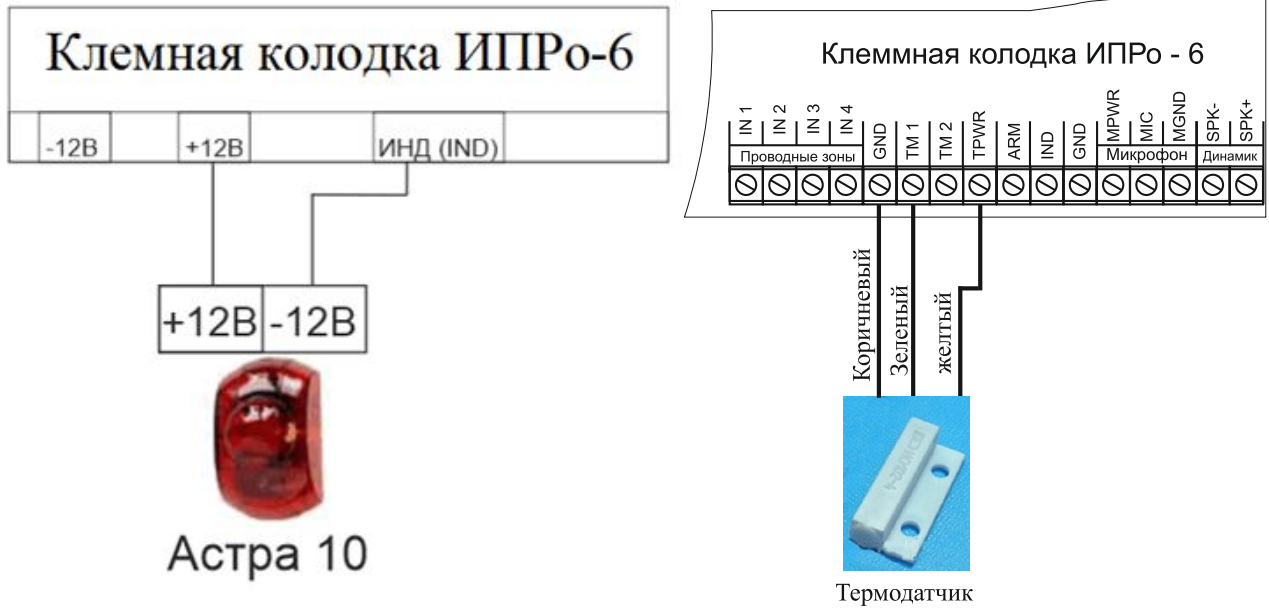 Клемная колодка ИПРо-6
-12В +12В ИНД (IND)
+12В -12В
Астра 10
Клеммная колодка ИПРо - 6
IN 1 IN 2 IN 3 IN 4 GND TM 1 TM 2 TPWR ARM IND GND MPWR MIC MGND SPK- SPK+
Проводные зоны Микрофон Динамик
Коричневый
Зеленый
желтый
Термодатчик